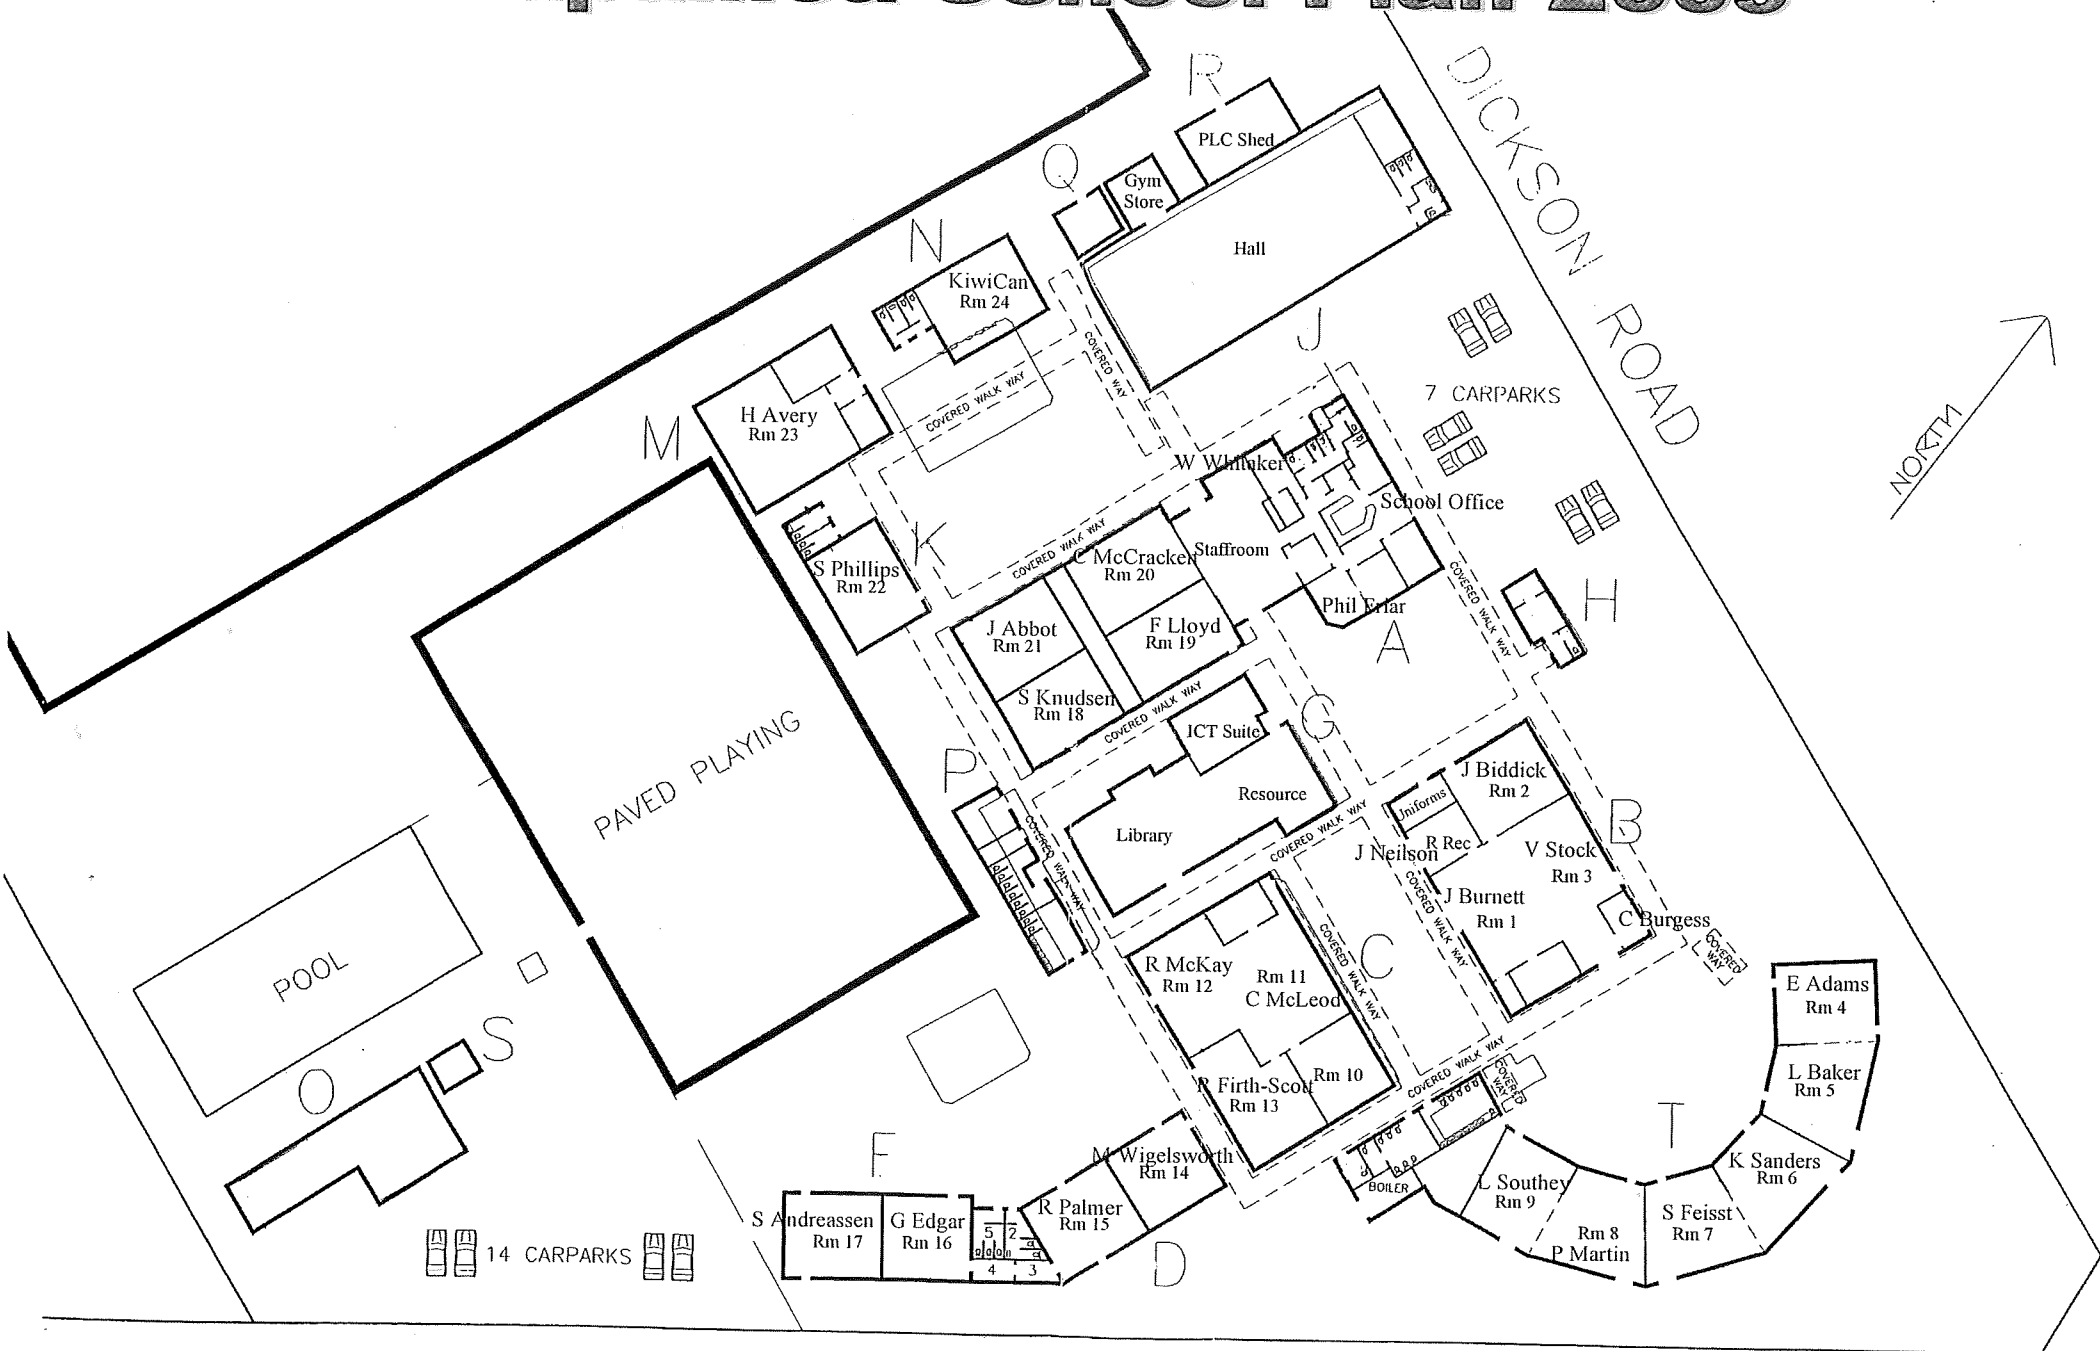 School Plan
R
DICKSON ROAD
PLC Shed
Q
Gym
Store
Hall
N
KiwiCan
Rm 24
J
COVERED WAY
7 CARPARKS
COVERED WALK WAY
H Avery
Rm 23
M
NORTH
W Whitaker
School Office
K
COVERED WALK WAY
C McCracken
Rm 20
Staffroom
S Phillips
Rm 22
COVERED WALK WAY
H
Phil Friar
A
J Abbot
Rm 21
F Lloyd
Rm 19
S Knudsen
Rm 18
COVERED WALK WAY
G
ICT Suite
PAVED PLAYING
P
J Biddick
Rm 2
Uniforms
Resource
B
Library
COVERED WALK WAY
COVERED WALK WAY
R Rec
J Neilson
V Stock
Rm 3
COVERED WALK WAY
J Burnett
Rm 1
C Burgess
COVERED
WAY
C
COVERED WALK WAY
R McKay
Rm 12
Rm 11
C McLeod
POOL
E Adams
Rm 4
S
O
COVERED WALK WAY
COVERED
WAY
L Baker
Rm 5
Rm 10
P Firth-Scott
Rm 13
T
F
M Wigelsworth
Rm 14
BOILER
K Sanders
Rm 6
L Southey
Rm 9
S Andreassen
Rm 17
G Edgar
Rm 16
R Palmer
Rm 15
S Feisst
Rm 7
Rm 8
P Martin
5 2
4 3
D
14 CARPARKS